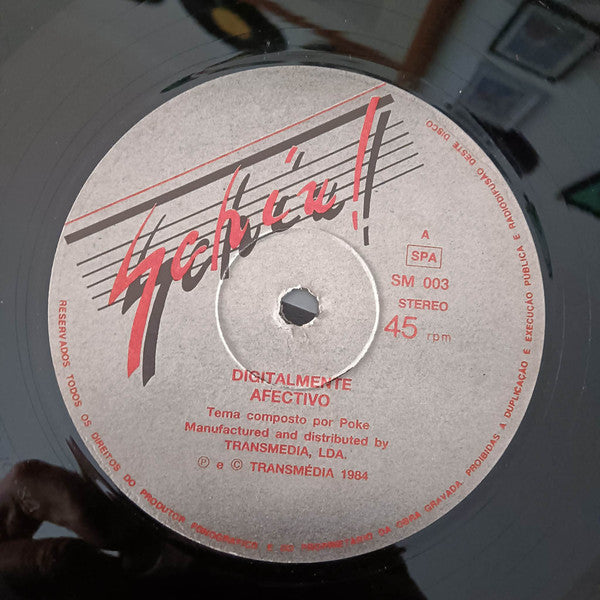 Schiu!
A
SPA
SM 003
STEREO
45 rpm
DIGITALMENTE
AFECTIVO
Tema composto por Poke
Manufactured and distributed by
TRANSMEDIA, LDA.
Ⓟ e © TRANSMÉDIA 1984
RESERVADOS TODOS OS DIREITOS DO PRODUTOR FONOGRÁFICO E DO PROPRIETÁRIO DA OBRA GRAVADA. PROIBIDAS A DUPLICAÇÃO E EXECUÇÃO PÚBLICA E RADIODIFUSÃO DESTE DISCO